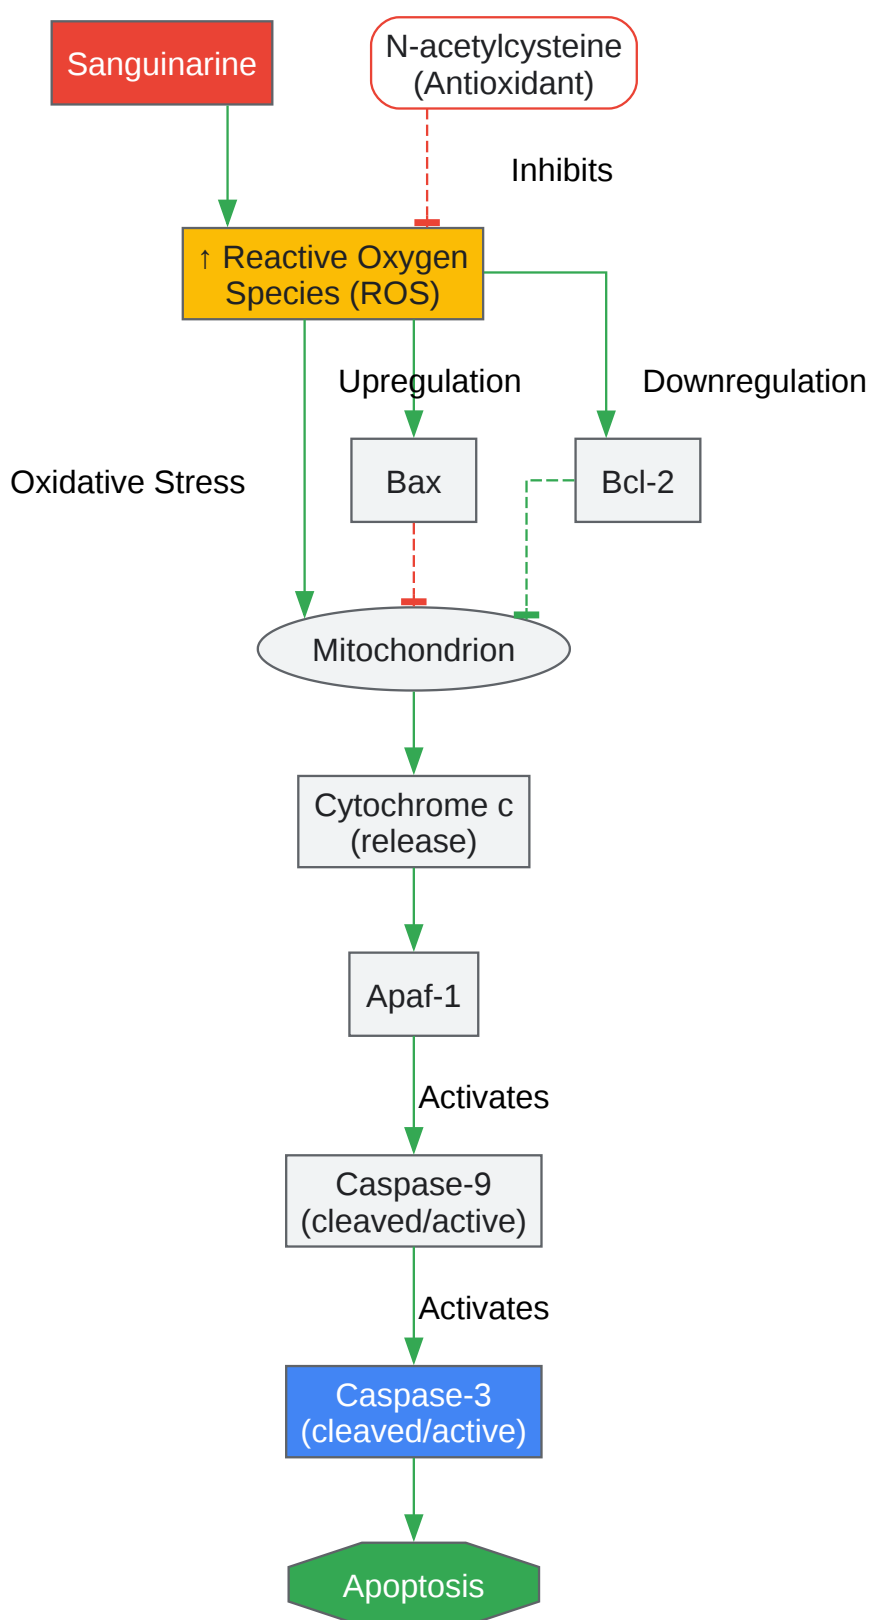 Sanguinarine
N-acetylcysteine
(Antioxidant)
Inhibits
↑ Reactive Oxygen
Species (ROS)
Upregulation
Downregulation
Oxidative Stress
Bax
Bcl-2
Mitochondrion
Cytochrome c
(release)
Apaf-1
Activates
Caspase-9
(cleaved/active)
Activates
Caspase-3
(cleaved/active)
Apoptosis